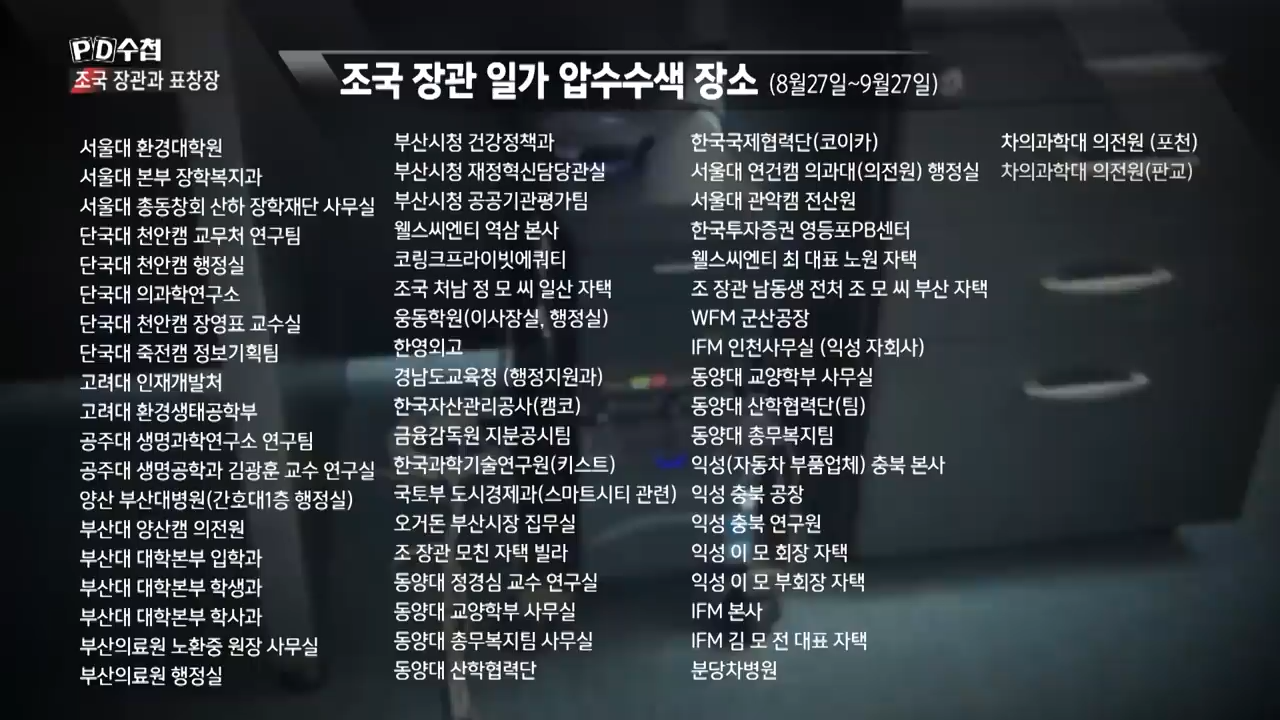 PD수첩
조국 장관과 표창장
조국 장관 일가 압수수색 장소 (8월27일~9월27일)
서울대 환경대학원
서울대 본부 장학복지과
서울대 총동창회 산하 장학재단 사무실
단국대 천안캠 교무처 연구팀
단국대 천안캠 행정실
단국대 의과학연구소
단국대 천안캠 장영표 교수실
단국대 죽전캠 정보기획팀
고려대 인재개발처
고려대 환경생태공학부
공주대 생명과학연구소 연구팀
공주대 생명공학과 김광훈 교수 연구실
양산 부산대병원(간호대1층 행정실)
부산대 양산캠 의전원
부산대 대학본부 입학과
부산대 대학본부 학생과
부산대 대학본부 학사과
부산의료원 노환중 원장 사무실
부산의료원 행정실
부산시청 건강정책과
부산시청 재정혁신담당관실
부산시청 공공기관평가팀
웰스씨엔티 역삼 본사
코링크프라이빗에쿼티
조국 처남 정 모 씨 일산 자택
웅동학원(이사장실, 행정실)
한영외고
경남도교육청 (행정지원과)
한국자산관리공사(캠코)
금융감독원 지분공시팀
한국과학기술연구원(키스트)
국토부 도시경제과(스마트시티 관련)
오거돈 부산시장 집무실
조 장관 모친 자택 빌라
동양대 정경심 교수 연구실
동양대 교양학부 사무실
동양대 총무복지팀 사무실
동양대 산학협력단
한국국제협력단(코이카)
서울대 연건캠 의과대(의전원) 행정실
서울대 관악캠 전산원
한국투자증권 영등포PB센터
웰스씨엔티 최 대표 노원 자택
조 장관 남동생 전처 조 모 씨 부산 자택
WFM 군산공장
IFM 인천사무실 (익성 자회사)
동양대 교양학부 사무실
동양대 산학협력단(팀)
동양대 총무복지팀
익성(자동차 부품업체) 충북 본사
익성 충북 공장
익성 충북 연구원
익성 이 모 회장 자택
익성 이 모 부회장 자택
IFM 본사
IFM 김 모 전 대표 자택
분당차병원
차의과학대 의전원 (포천)
차의과학대 의전원(판교)